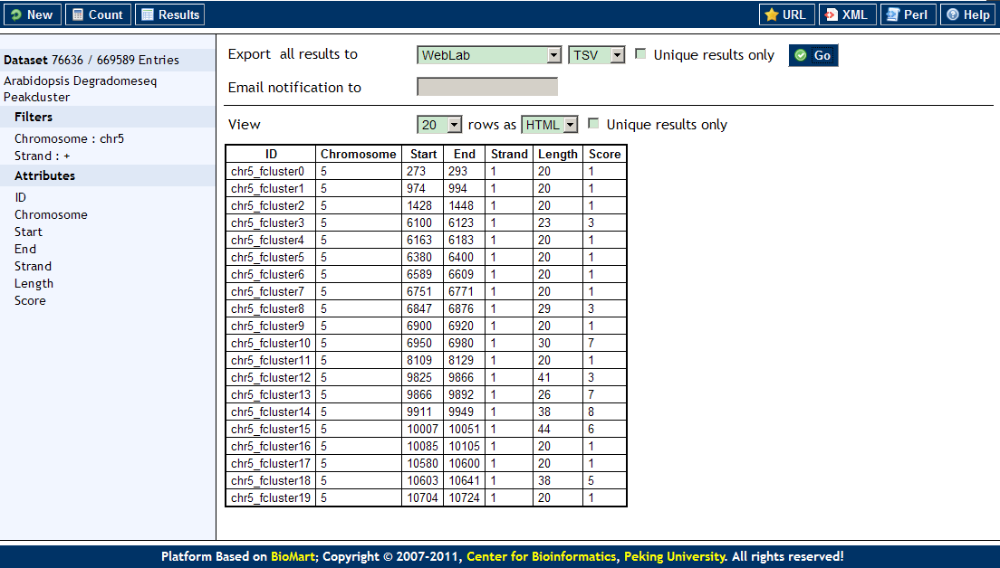 New Count Results URL XML Perl Help
Dataset 76636 / 669589 Entries
Arabidopsis Degradomeseq
Peakcluster
Filters
Chromosome : chr5
Strand : +
Attributes
ID
Chromosome
Start
End
Strand
Length
Score
Export all results to WebLab TSV Unique results only Go
Email notification to
View 20 rows as HTML Unique results only
ID Chromosome Start End Strand Length Score
chr5_fcluster0 5 273 293 1 20 1
chr5_fcluster1 5 974 994 1 20 1
chr5_fcluster2 5 1428 1448 1 20 1
chr5_fcluster3 5 6100 6123 1 23 3
chr5_fcluster4 5 6163 6183 1 20 1
chr5_fcluster5 5 6380 6400 1 20 1
chr5_fcluster6 5 6589 6609 1 20 1
chr5_fcluster7 5 6751 6771 1 20 1
chr5_fcluster8 5 6847 6876 1 29 3
chr5_fcluster9 5 6900 6920 1 20 1
chr5_fcluster10 5 6950 6980 1 30 7
chr5_fcluster11 5 8109 8129 1 20 1
chr5_fcluster12 5 9825 9866 1 41 3
chr5_fcluster13 5 9866 9892 1 26 7
chr5_fcluster14 5 9911 9949 1 38 8
chr5_fcluster15 5 10007 10051 1 44 6
chr5_fcluster16 5 10085 10105 1 20 1
chr5_fcluster17 5 10580 10600 1 20 1
chr5_fcluster18 5 10603 10641 1 38 5
chr5_fcluster19 5 10704 10724 1 20 1
Platform Based on BioMart; Copyright © 2007-2011, Center for Bioinformatics, Peking University. All rights reserved!